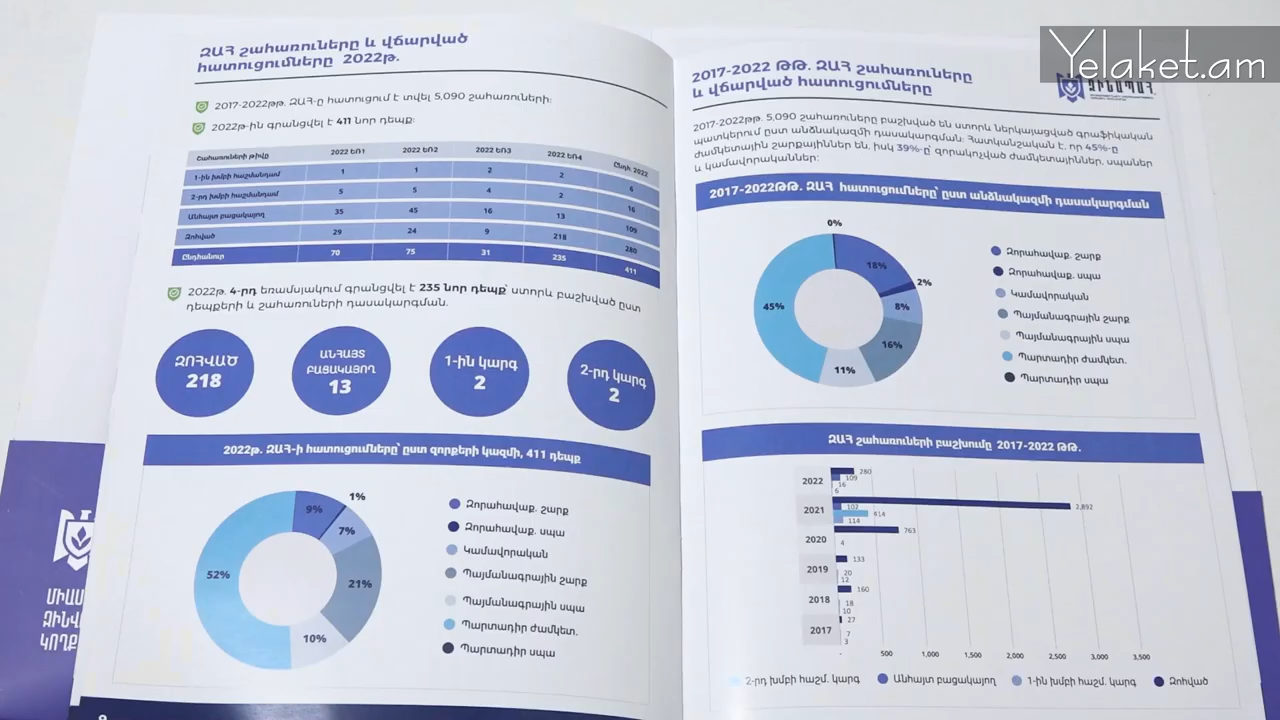 Yelaket.am
ԶԱՀ շահառուները և վճարված
հատուցումները 2022թ.
2017-2022թթ. ԶԱՀ-ը հատուցում է տվել 5,090 շահառուների:
2022թ-ին գրանցվել է 411 նոր դեպք:
Շահառուների թիվը 2022 ԵՌ1 2022 ԵՌ2 2022 ԵՌ3 2022 ԵՌ4 Ընդհ. 2022
1-ին խմբի հաշմանդամ 1 1 2 2 6
2-րդ խմբի հաշմանդամ 5 5 4 2 16
Անհայտ բացակայող 35 45 16 13 109
Զոհված 29 24 9 218 280
Ընդհանուր 70 75 31 235 411
2022թ. 4-րդ եռամսյակում գրանցվել է 235 նոր դեպք՝ ստորև բաշխված ըստ
դեպքերի և շահառուների դասակարգման.
ԶՈՀՎԱԾ
218
ԱՆՀԱՅՏ
ԲԱՑԱԿԱՅՈՂ
13
1-ին կարգ
2
2-րդ կարգ
2
2022թ. ԶԱՀ-ի հատուցումները՝ ըստ զորքերի կազմի, 411 դեպք
9%
1%
7%
21%
10%
52%
Զորահավաք. շարք
Զորահավաք. սպա
Կամավորական
Պայմանագրային շարք
Պայմանագրային սպա
Պարտադիր ժամկետ.
Պարտադիր սպա
2017-2022 ԹԹ. ԶԱՀ շահառուները
և վճարված հատուցումները
ԶԻՆԱՊԱՀ
2017-2022թթ. 5,090 շահառուները բաշխված են ստորև ներկայացված գրաֆիկական
պատկերում ըստ անձնակազմի դասակարգման: Հատկանշական է, որ 45%-ը
ժամկետային շարքայիններ են, իսկ 39%-ը՝ զորակոչված ժամկետայիններ, սպաներ
և կամավորականներ:
2017-2022ԹԹ. ԶԱՀ հատուցումները՝ ըստ անձնակազմի դասակարգման
0%
18%
2%
8%
16%
11%
45%
Զորահավաք. շարք
Զորահավաք. սպա
Կամավորական
Պայմանագրային շարք
Պայմանագրային սպա
Պարտադիր ժամկետ.
Պարտադիր սպա
ԶԱՀ շահառուների բաշխումը 2017-2022 ԹԹ.
2022 280
109
16
6
2021 2,892
102
414
114
2020 763
4
2019 133
20
12
2018 160
18
10
2017 27
7
3
- 500 1,000 1,500 2,000 2,500 3,000 3,500
2-րդ խմբի հաշմ. կարգ Անհայտ բացակայող 1-ին խմբի հաշմ. կարգ Զոհված